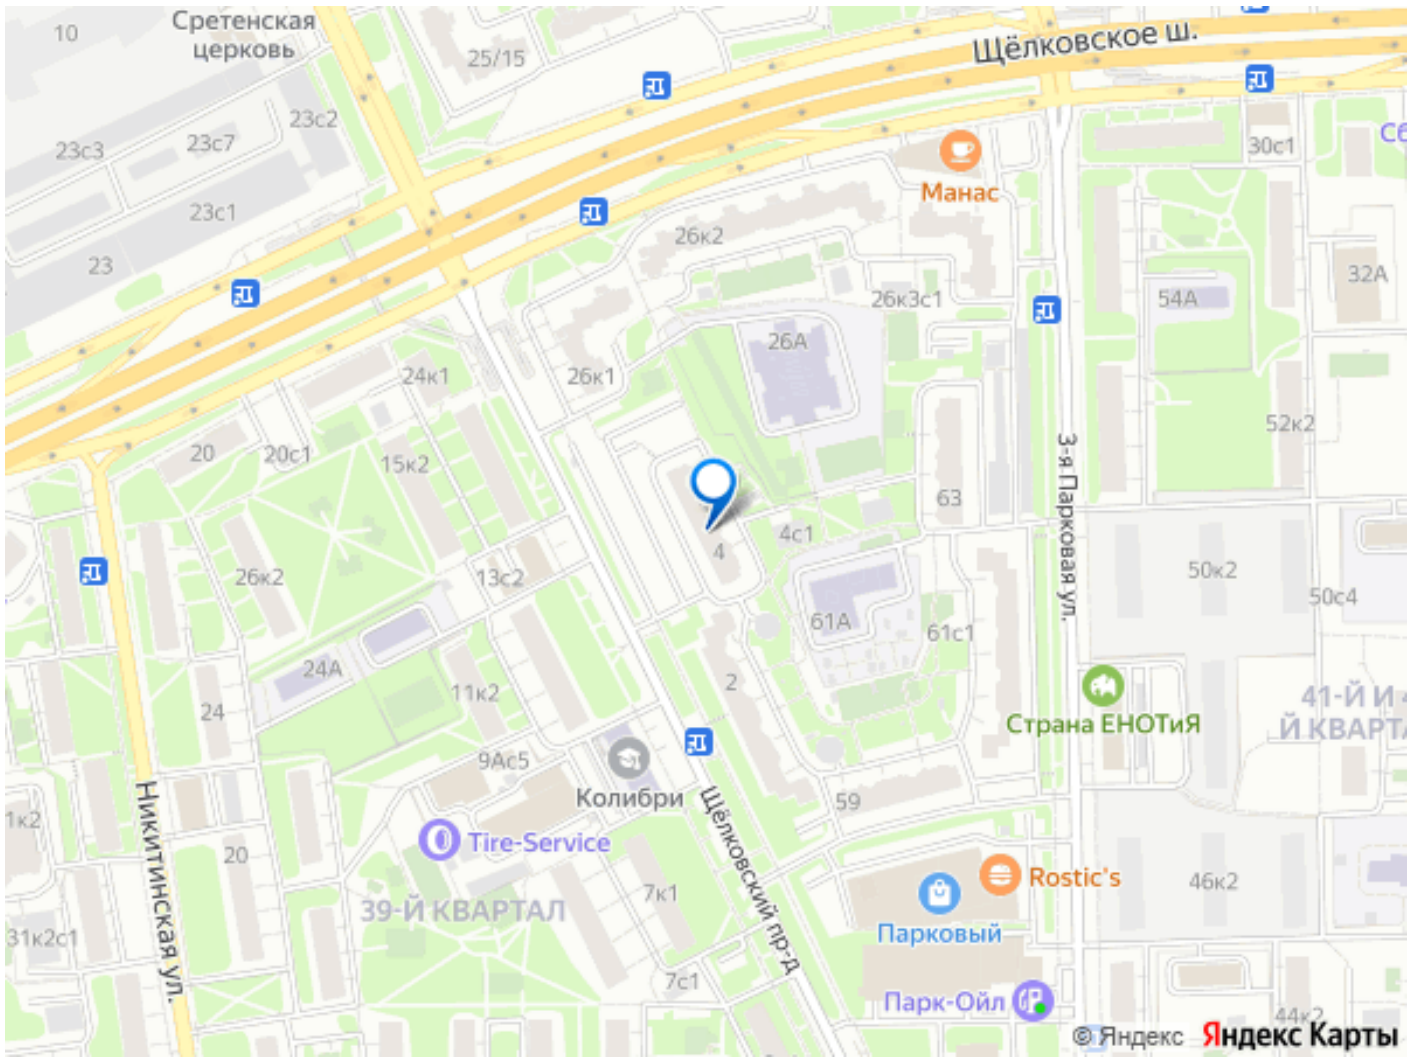 10
Сретенская
церковь
25/15
Щёлковское ш.
23с2
23с7
23с3
30с1
Сб
Манас
23с1
26к2
23
32А
26к3с1
54А
26А
24к1
26к1
52к2
20
20с1
15к2
3-я Парковая ул.
63
4с1
4
13с2
26к2
50к2
50с4
61А
61с1
24А
2
11к2
24
Страна ЕНОТиЯ
41-Й И 4
Й КВАРТА
9Ас5
Колибри
59
Щёлковский пр-д
Никитинская ул.
1к2
Tire-Service
20
Rostic's
7к1
46к2
39-Й КВАРТАЛ
Парковый
31к2с1
7с1
Парк-Ойл
44к2
© Яндекс Яндекс Карты